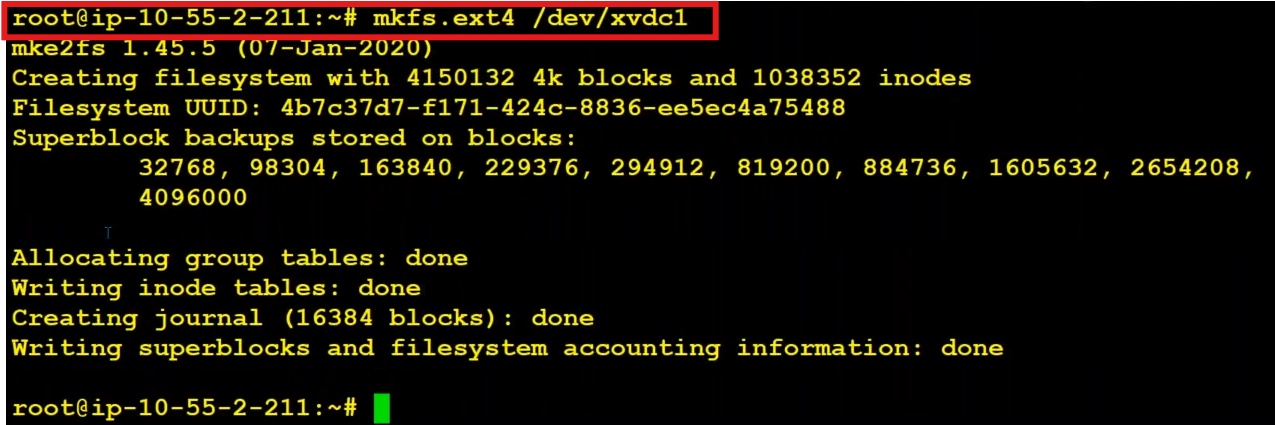 root@ip-10-55-2-211:~# mkfs.ext4 /dev/xvdc1
mke2fs 1.45.5 (07-Jan-2020)
Creating filesystem with 4150132 4k blocks and 1038352 inodes
Filesystem UUID: 4b7c37d7-f171-424c-8836-ee5ec4a75488
Superblock backups stored on blocks:
32768, 98304, 163840, 229376, 294912, 819200, 884736, 1605632, 2654208,
4096000
Allocating group tables: done
Writing inode tables: done
Creating journal (16384 blocks): done
Writing superblocks and filesystem accounting information: done
root@ip-10-55-2-211:~#